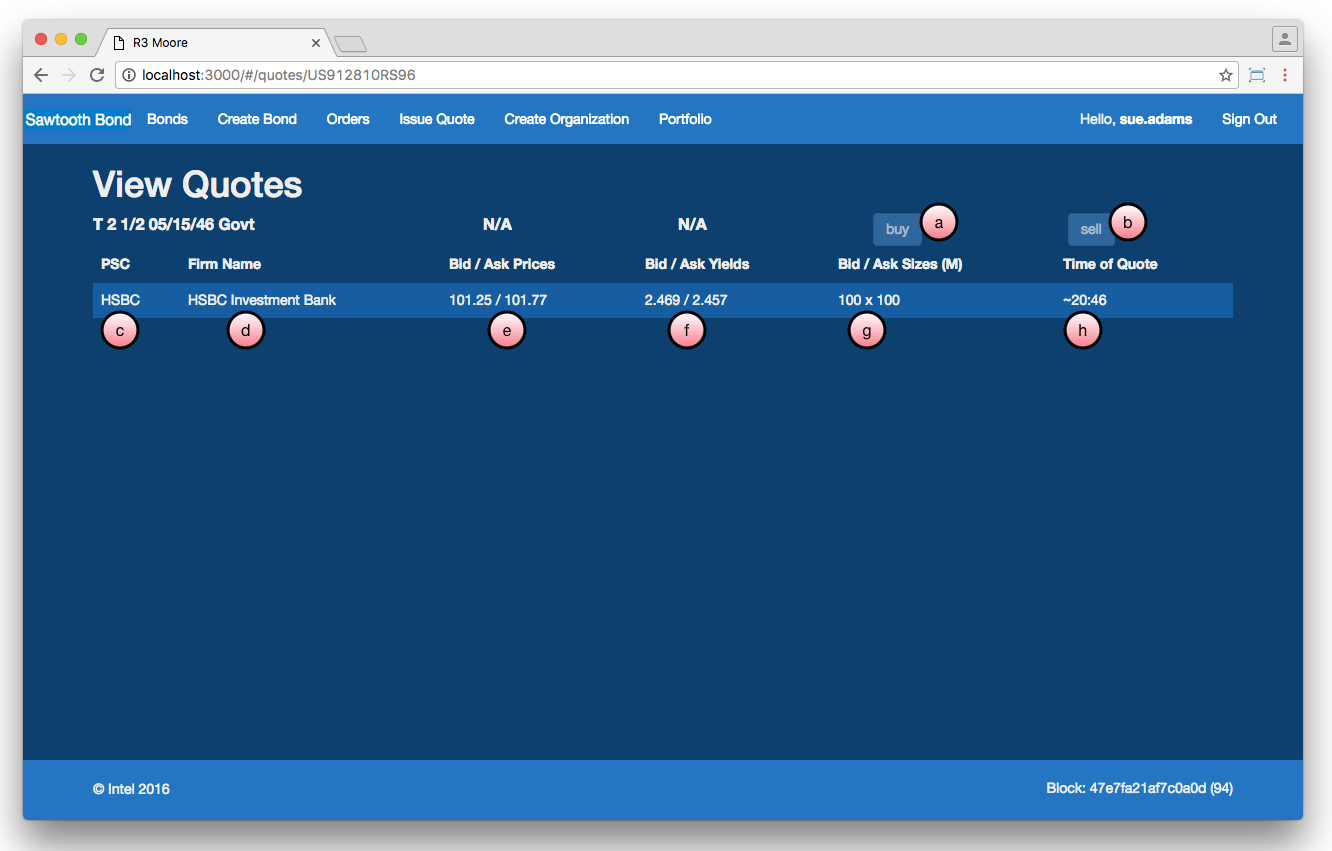 R3 Moore
localhost:3000/#/quotes/US912810RS96
Sawtooth Bond Bonds Create Bond Orders Issue Quote Create Organization Portfolio Hello, sue.adams Sign Out
View Quotes
T 2 1/2 05/15/46 Govt N/A N/A buy a sell b
PSC Firm Name Bid / Ask Prices Bid / Ask Yields Bid / Ask Sizes (M) Time of Quote
HSBC HSBC Investment Bank 101.25 / 101.77 2.469 / 2.457 100 x 100 ~20:46
c d e f g h
© Intel 2016 Block: 47e7fa21af7c0a0d (94)